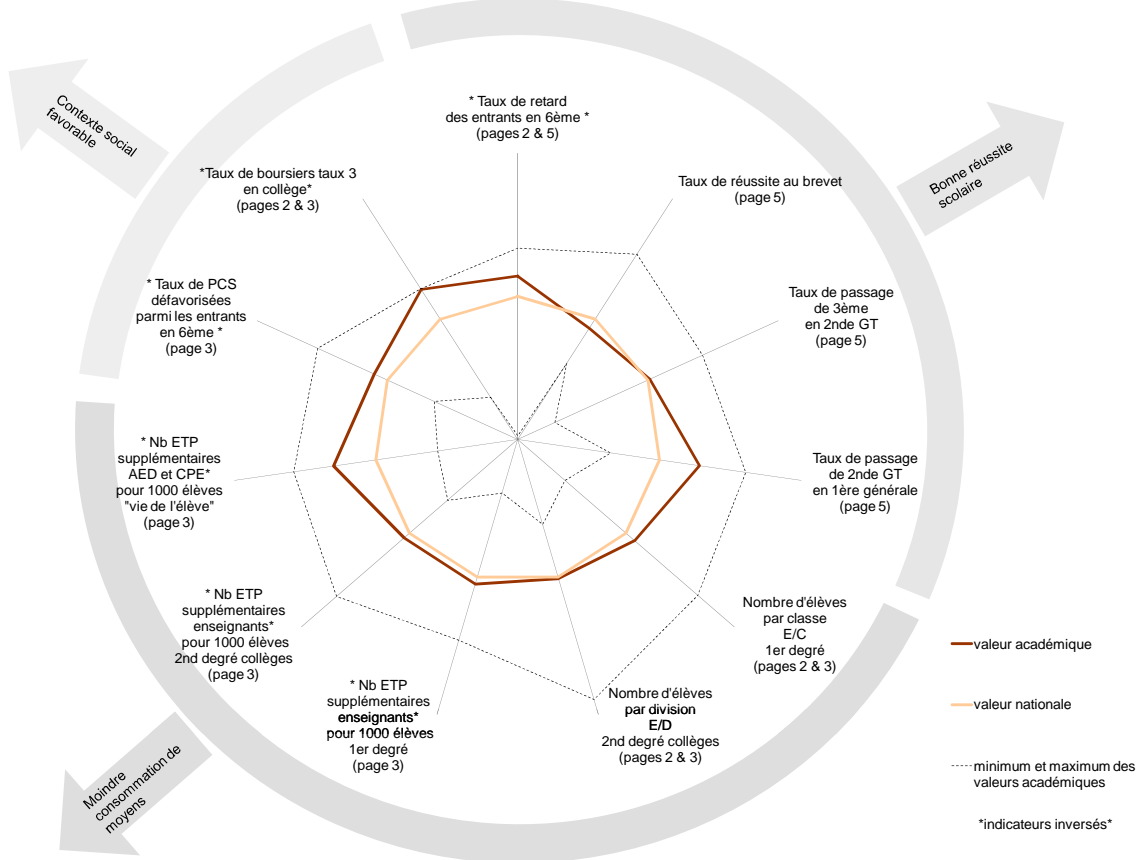 Contexte social
favorable
* Taux de retard
des entrants en 6ème *
(pages 2 & 5)
Bonne réussite
scolaire
*Taux de boursiers taux 3
en collège*
(pages 2 & 3)
Taux de réussite au brevet
(page 5)
* Taux de PCS
défavorisées
parmi les entrants
en 6ème *
(page 3)
Taux de passage
de 3ème
en 2nde GT
(page 5)
* Nb ETP
supplémentaires
AED et CPE*
pour 1000 élèves
"vie de l'élève"
(page 3)
Taux de passage
de 2nde GT
en 1ère générale
(page 5)
* Nb ETP
supplémentaires
enseignants*
pour 1000 élèves
2nd degré collèges
(page 3)
Nombre d'élèves
par classe
E/C
1er degré
(pages 2 & 3)
* Nb ETP
supplémentaires
enseignants*
pour 1000 élèves
1er degré
(page 3)
Nombre d'élèves
par division
E/D
2nd degré collèges
(pages 2 & 3)
Moindre
consommation de
moyens
valeur académique
valeur nationale
minimum et maximum des
valeurs académiques
*indicateurs inversés*